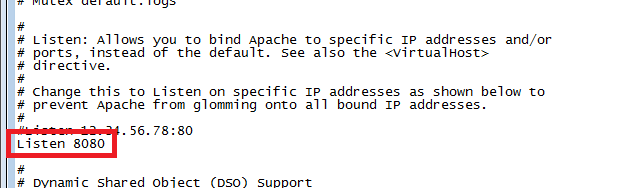 # Mutex default:logs
#
# Listen: Allows you to bind Apache to specific IP addresses and/or
# ports, instead of the default. See also the <VirtualHost>
# directive.
#
# Change this to Listen on specific IP addresses as shown below to
# prevent Apache from glomming onto all bound IP addresses.
#
#Listen 12.34.56.78:80
Listen 8080
#
# Dynamic Shared Object (DSO) Support